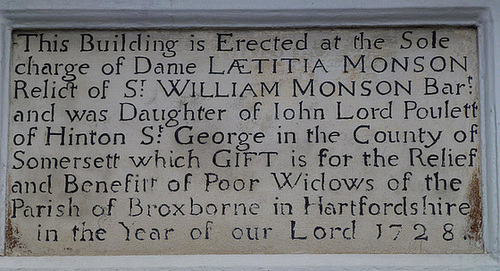 This Building is Erected at the Sole
charge of Dame LÆTITIA MONSON
Relict of Sr. WILLIAM MONSON Bart.
and was Daughter of Iohn Lord Poulett
of Hinton St. George in the County of
Somersett which GIFT is for the Relief
and Benefitt of Poor Widows of the
Parish of Broxborne in Hartfordshire
in the Year of our Lord 1728.